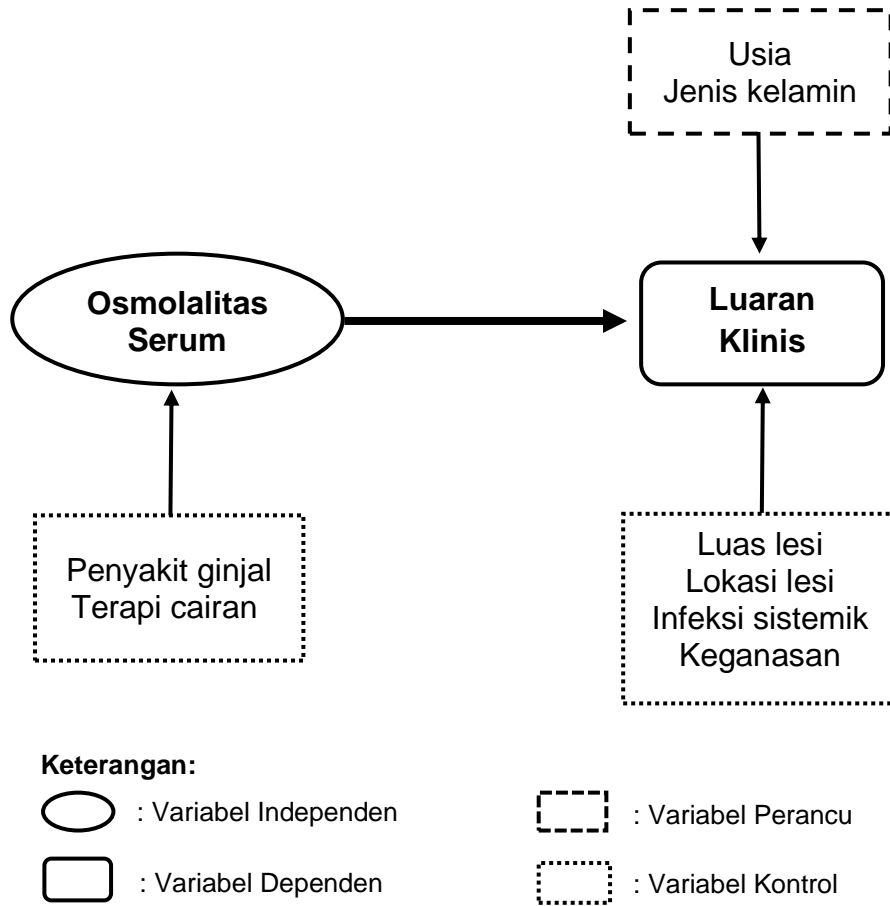 Usia
Jenis kelamin
Osmolalitas
Serum
Luaran
Klinis
Penyakit ginjal
Terapi cairan
Luas lesi
Lokasi lesi
Infeksi sistemik
Keganasan
Keterangan:
: Variabel Independen
: Variabel Perancu
: Variabel Dependen
: Variabel Kontrol